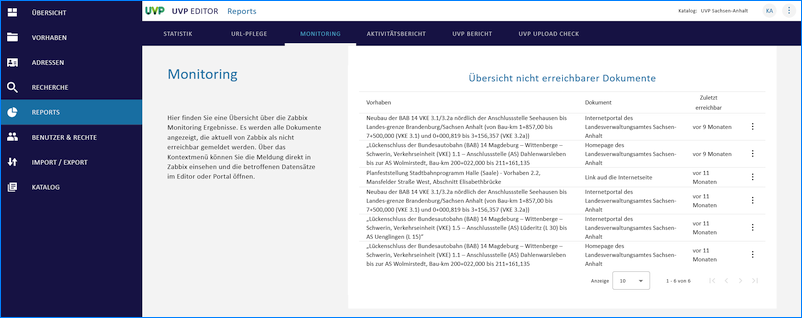 UVP UVP EDITOR Reports
Katalog: UVP Sachsen-Anhalt KA
ÜBERSICHT
VORHABEN
ADRESSEN
RECHERCHE
REPORTS
BENUTZER & RECHTE
IMPORT / EXPORT
KATALOG
STATISTIK URL-PFLEGE MONITORING AKTIVITÄTSBERICHT UVP BERICHT UVP UPLOAD CHECK
Monitoring
Hier finden Sie eine Übersicht über die Zabbix
Monitoring Ergebnisse. Es werden alle Dokumente
angezeigt, die aktuell von Zabbix als nicht
erreichbar gemeldet werden. Über das
Kontextmenü können Sie die Meldung direkt in
Zabbix einsehen und die betroffenen Datensätze
im Editor oder Portal öffnen.
Übersicht nicht erreichbarer Dokumente
Vorhaben Dokument Zuletzt
erreichbar
Neubau der BAB 14 VKE 3.1/3.2a nördlich der Anschlussstelle Seehausen bis
Landes-grenze Brandenburg/Sachsen Anhalt (von Bau-km 1+857,00 bis
7+500,000 (VKE 3.1) und 0+000,819 bis 3+156,357 (VKE 3.2a))
Internetportal des
Landesverwaltungsamtes Sachsen-
Anhalt
vor 9 Monaten
„Lückenschluss der Bundesautobahn (BAB) 14 Magdeburg – Wittenberge –
Schwerin, Verkehrseinheit (VKE) 1.1 – Anschlussstelle (AS) Dahlenwarsleben
bis zur AS Wolmirstedt, Bau-km 200+022,000 bis 211+161,135
Homepage des
Landesverwaltungsamtes Sachsen-
Anhalt
vor 9 Monaten
Planfeststellung Stadtbahnprogramm Halle (Saale) - Vorhaben 2.2,
Mansfelder Straße West, Abschnitt Elisabethbrücke
Link aud die Internetseite
vor 11
Monaten
Neubau der BAB 14 VKE 3.1/3.2a nördlich der Anschlussstelle Seehausen bis
Landes-grenze Brandenburg/Sachsen Anhalt (von Bau-km 1+857,00 bis
7+500,000 (VKE 3.1) und 0+000,819 bis 3+156,357 (VKE 3.2a))
Internetportal des
Landesverwaltungsamtes Sachsen-
Anhalt
vor 11
Monaten
„Lückenschluss der Bundesautobahn (BAB) 14 Magdeburg – Wittenberge –
Schwerin, Verkehrseinheit (VKE) 1.5 – Anschlussstelle (AS) Lüderitz (L 30) bis
AS Uenglingen (L 15)"
Internetportal des
Landesverwaltungsamtes Sachsen-
Anhalt
vor 11
Monaten
„Lückenschluss der Bundesautobahn (BAB) 14 Magdeburg – Wittenberge –
Schwerin, Verkehrseinheit (VKE) 1.1 – Anschlussstelle (AS) Dahlenwarsleben
bis zur AS Wolmirstedt, Bau-km 200+022,000 bis 211+161,135
Homepage des
Landesverwaltungsamtes Sachsen-
Anhalt
vor 11
Monaten
Anzeige 10 1 - 6 von 6